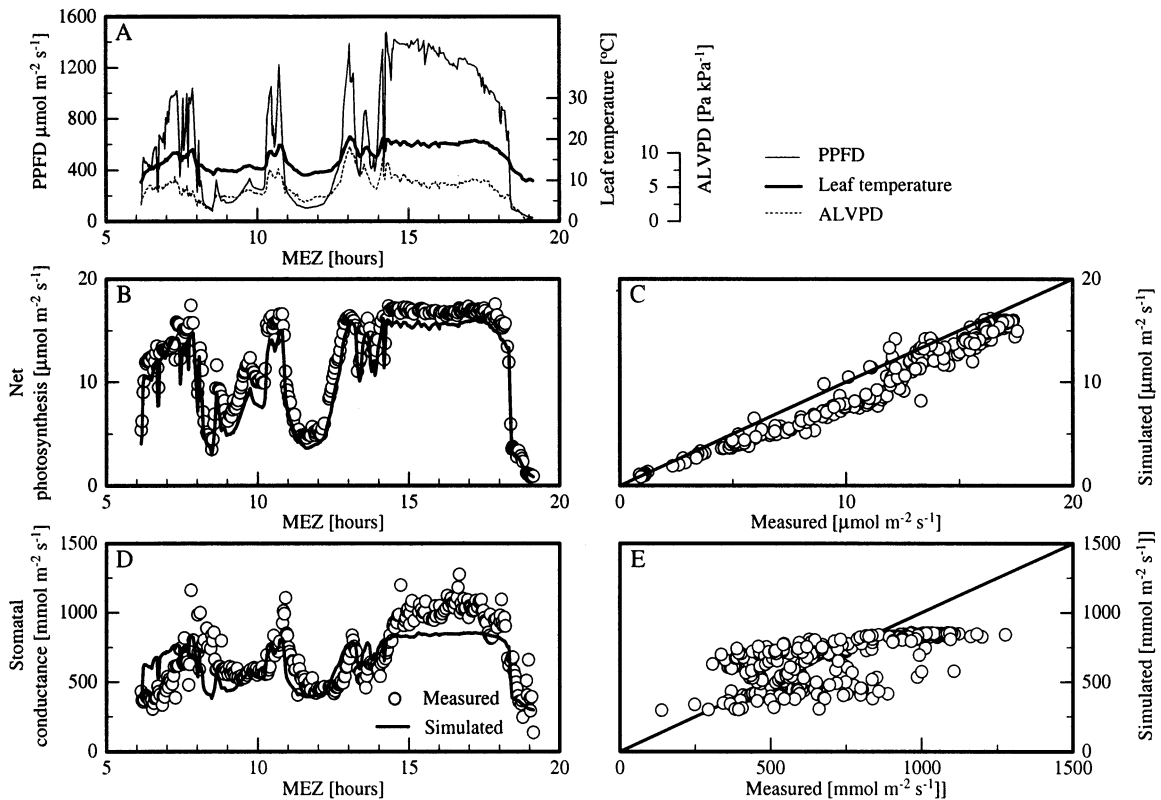 A
PPFD µmol m-2 s-1
1600
1200
800
400
0
5
10
15
20
MEZ [hours]
30
20
10
0
Leaf temperature [ºC]
10
5
0
ALVPD [Pa kPa-1]
PPFD
Leaf temperature
ALVPD
B
Net
photosynthesis [µmol m-2 s-1]
20
10
0
5
10
15
20
MEZ [hours]
C
20
10
0
Simulated [µmol m-2 s-1]
0
10
20
Measured [µmol m-2 s-1]
D
Stomatal
conductance [mmol m-2 s-1]
1500
1000
500
0
5
10
15
20
MEZ [hours]
Measured
Simulated
E
1500
1000
500
0
Simulated [mmol m-2 s-1]]
0
500
1000
1500
Measured [mmol m-2 s-1]]